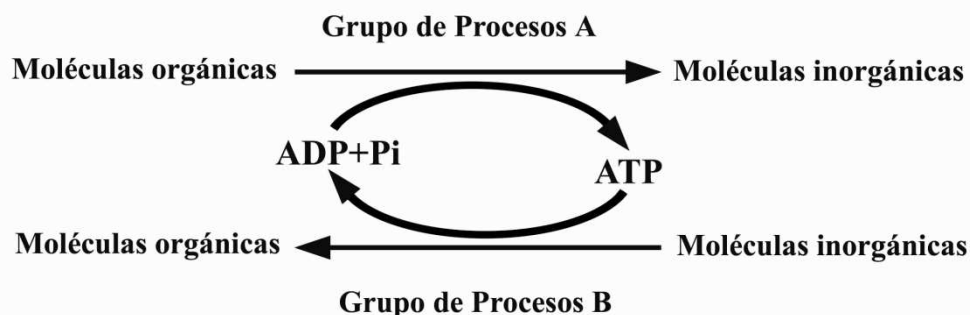 Grupo de Procesos A
Moléculas orgánicas
Moléculas inorgánicas
ADP+Pi
ATP
Moléculas orgánicas
Moléculas inorgánicas
Grupo de Procesos B